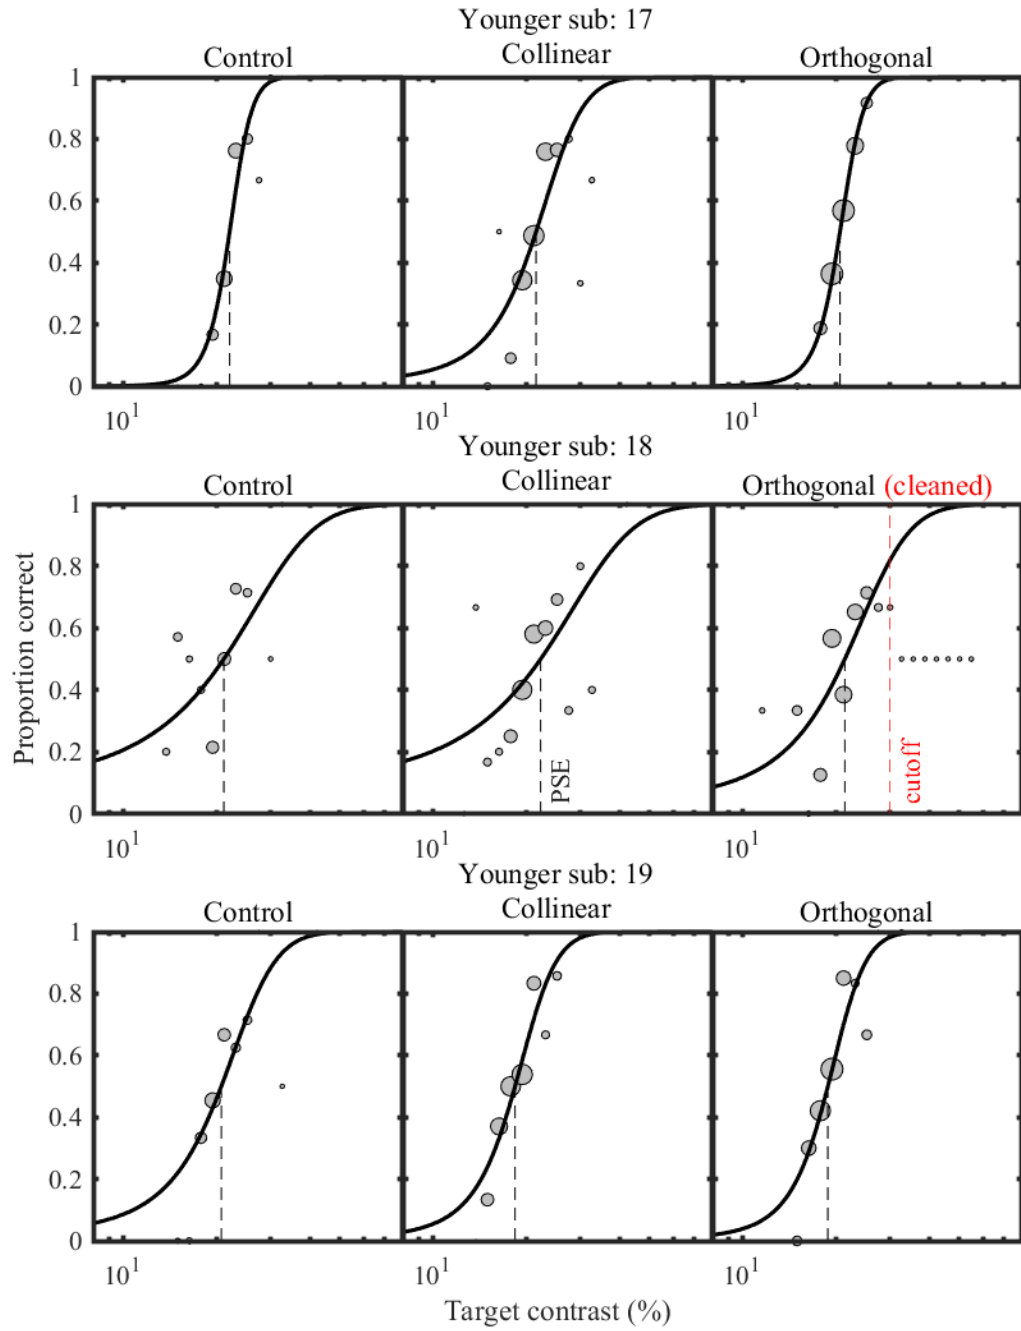 Younger sub: 17
Control
Collinear
Orthogonal
1
0.8
0.6
0.4
0.2
0
10¹
10¹
10¹
Younger sub: 18
Control
Collinear
Orthogonal (cleaned)
1
0.8
0.6
0.4
0.2
0
Proportion correct
PSE
cutoff
10¹
10¹
10¹
Younger sub: 19
Control
Collinear
Orthogonal
1
0.8
0.6
0.4
0.2
0
10¹
10¹
10¹
Target contrast (%)